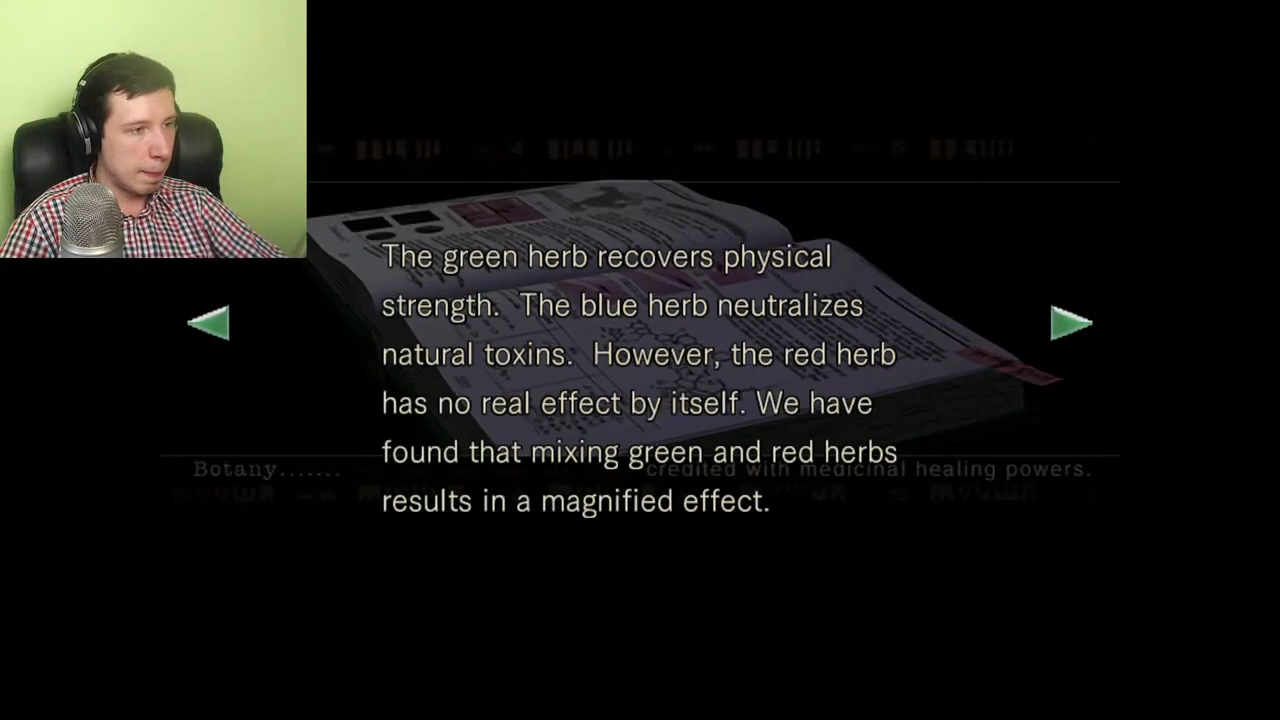 The green herb recovers physical
strength. The blue herb neutralizes
natural toxins. However, the red herb
has no real effect by itself. We have
found that mixing green and red herbs
results in a magnified effect.
Botany....... credited with medicinal healing powers.